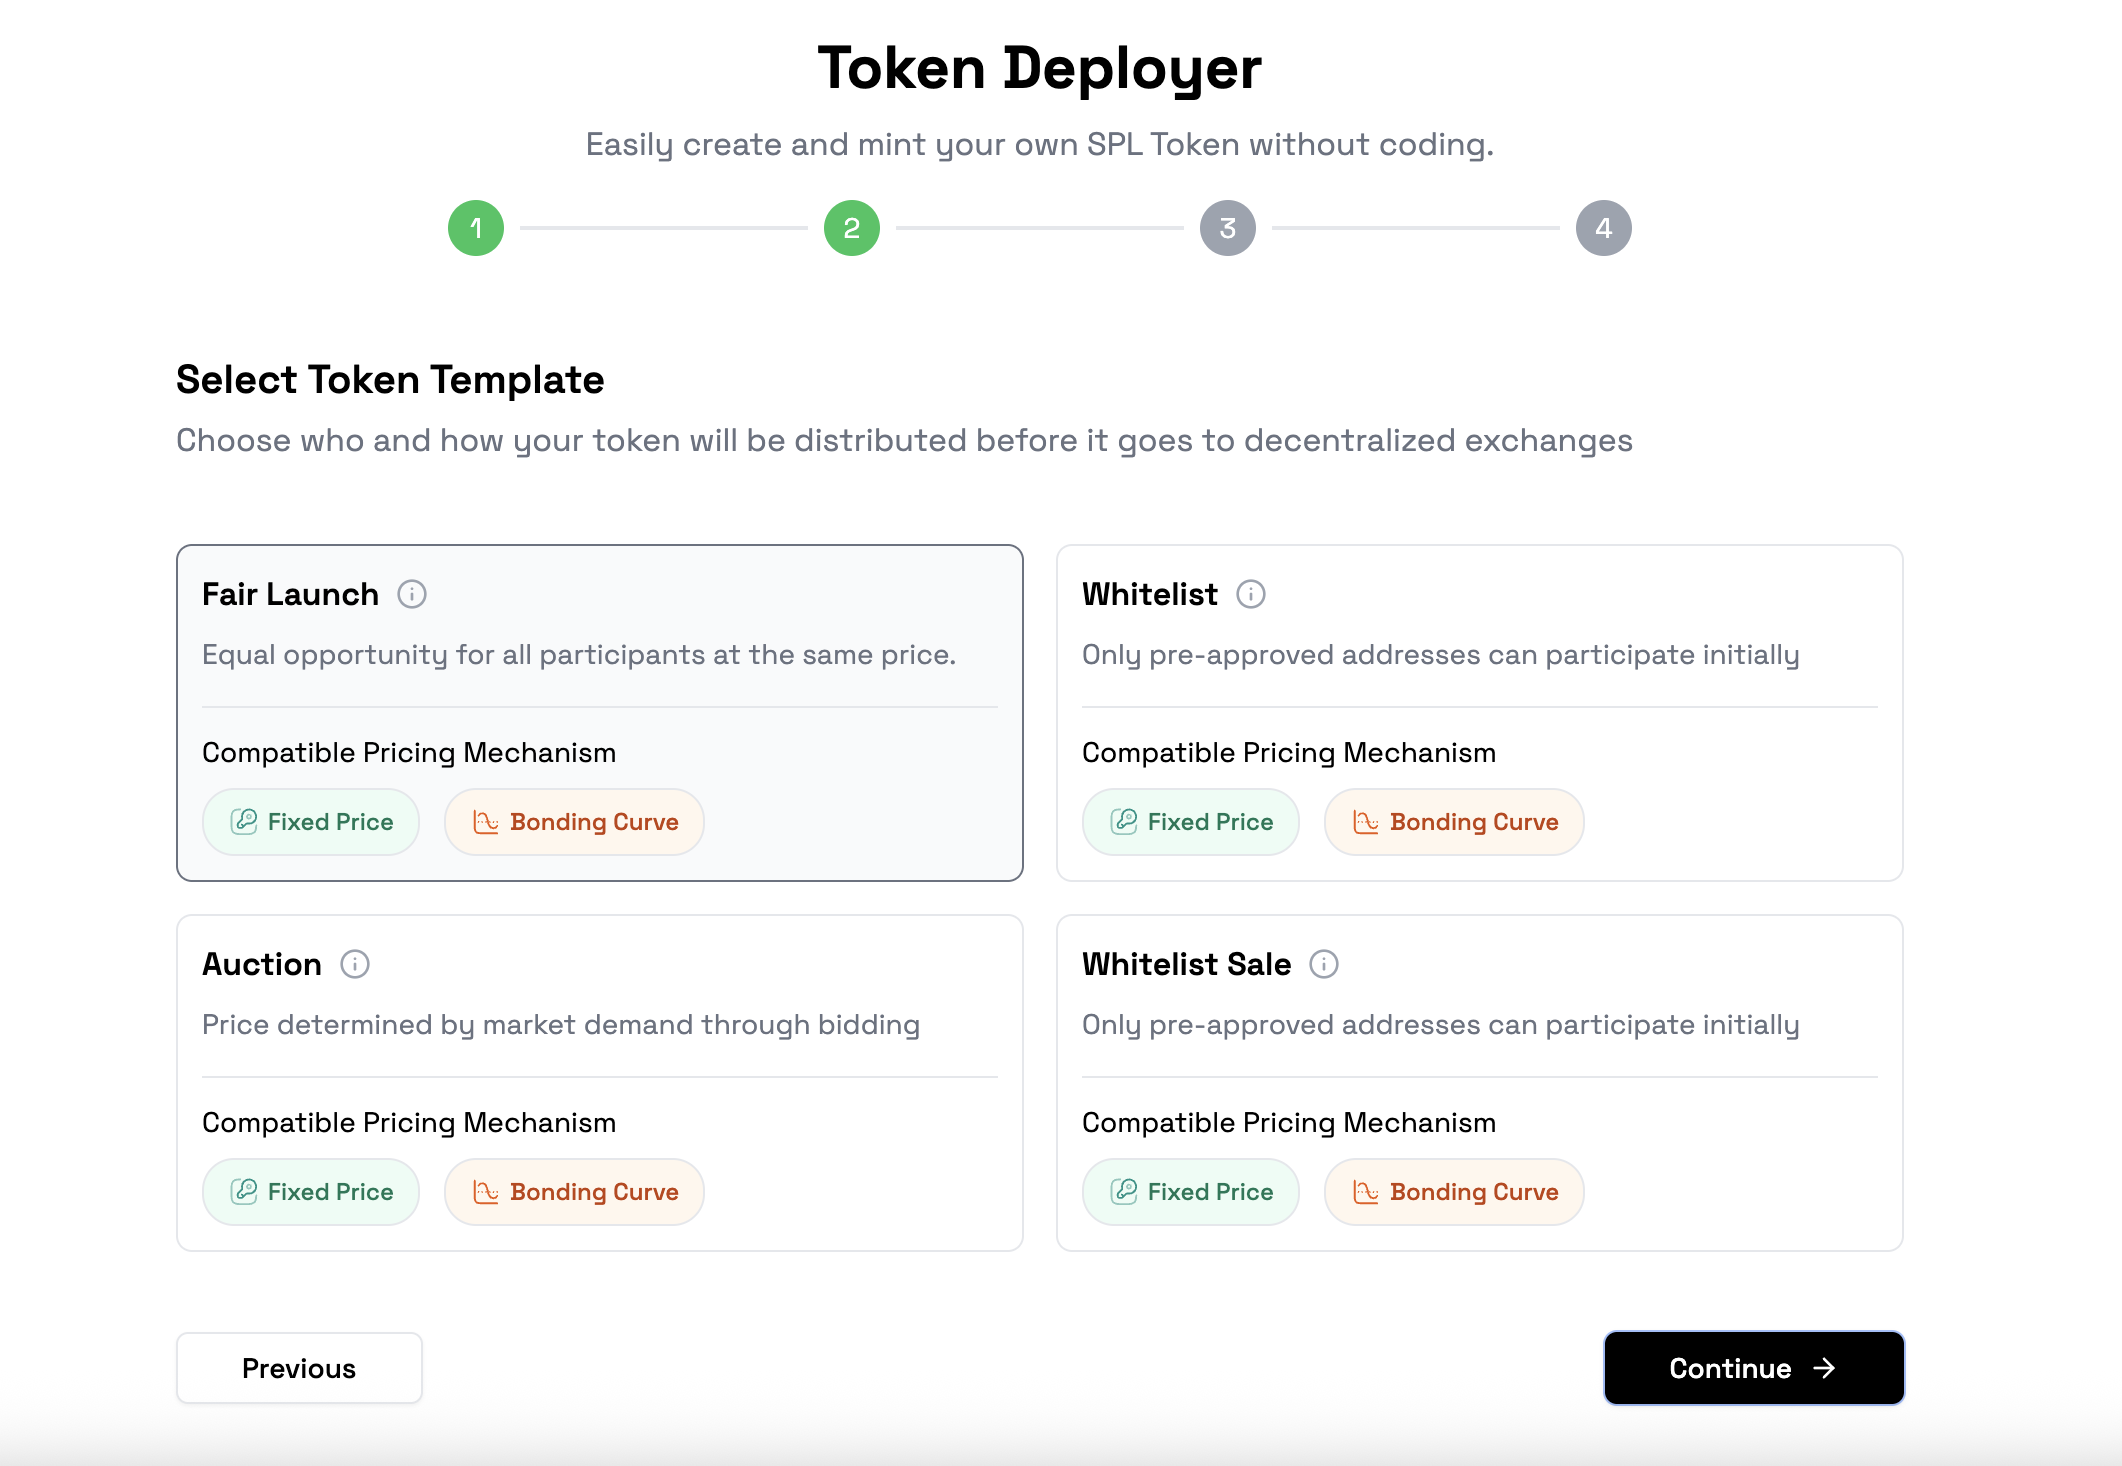 Token Deployer
Easily create and mint your own SPL Token without coding.
1 2 3 4
Select Token Template
Choose who and how your token will be distributed before it goes to decentralized exchanges
Fair Launch
Equal opportunity for all participants at the same price.
Compatible Pricing Mechanism
Fixed Price Bonding Curve
Whitelist
Only pre-approved addresses can participate initially
Compatible Pricing Mechanism
Fixed Price Bonding Curve
Auction
Price determined by market demand through bidding
Compatible Pricing Mechanism
Fixed Price Bonding Curve
Whitelist Sale
Only pre-approved addresses can participate initially
Compatible Pricing Mechanism
Fixed Price Bonding Curve
Previous
Continue →